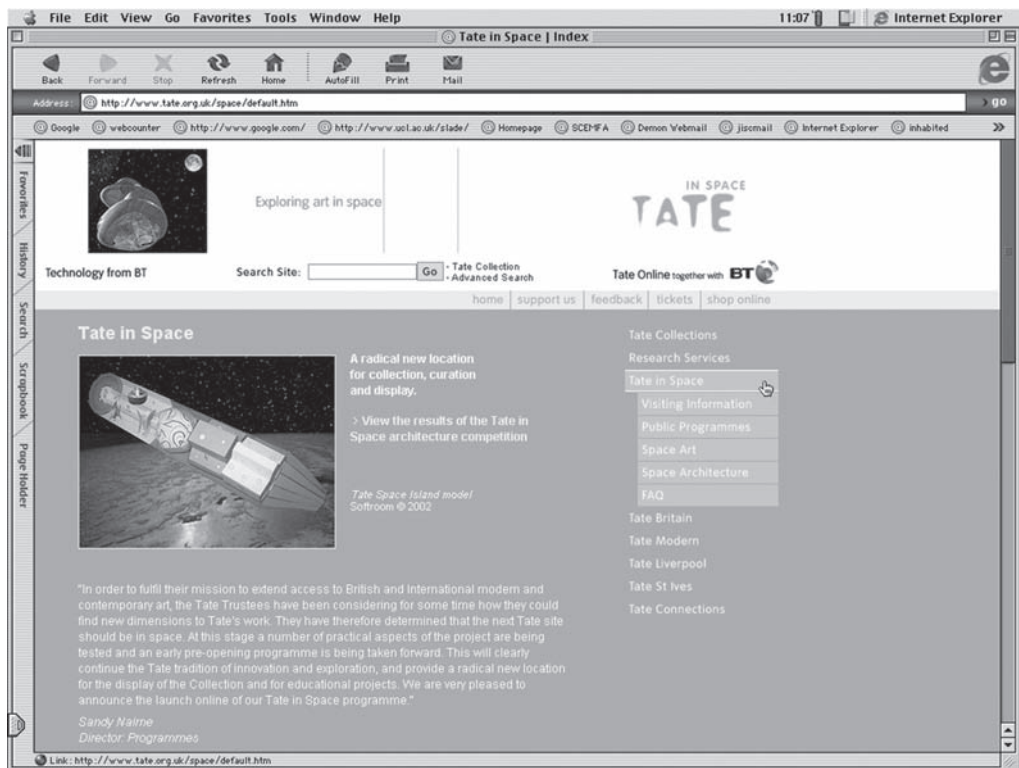 File Edit View Go Favorites Tools Window Help 11:07 Internet Explorer
Tate in Space | Index
Back Forward Stop Refresh Home AutoFill Print Mail
Address: http://www.tate.org.uk/space/default.htm go
Google webcounter http://www.google.com/ http://www.ucl.ac.uk/slade/ Homepage SCEMFA Demon Webmail jiscmail Internet Explorer inhabited
Favorites
History
Search
Scrapbook
Page Holder
Exploring art in space
IN SPACE
TATE
Technology from BT
Search Site: Go - Tate Collection
- Advanced Search
Tate Online together with BT
home support us feedback tickets shop online
Tate in Space
A radical new location
for collection, curation
and display.
> View the results of the Tate in
Space architecture competition
Tate Space Island model
Softroom © 2002
Tate Collections
Research Services
Tate in Space
Visiting Information
Public Programmes
Space Art
Space Architecture
FAQ
Tate Britain
Tate Modern
Tate Liverpool
Tate St Ives
Tate Connections
"In order to fulfil their mission to extend access to British and International modern and
contemporary art, the Tate Trustees have been considering for some time how they could
find new dimensions to Tate's work. They have therefore determined that the next Tate site
should be in space. At this stage a number of practical aspects of the project are being
tested and an early pre-opening programme is being taken forward. This will clearly
continue the Tate tradition of innovation and exploration, and provide a radical new location
for the display of the Collection and for educational projects. We are very pleased to
announce the launch online of our Tate in Space programme."
Sandy Nairne
Director: Programmes
Link: http://www.tate.org.uk/space/default.htm